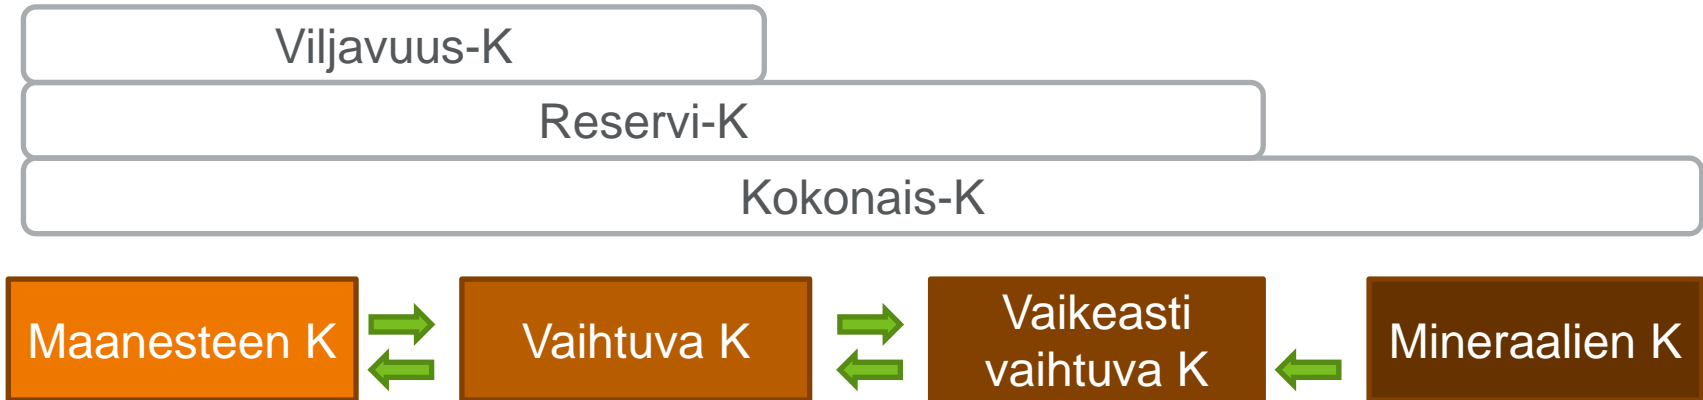 Viljavuus-K
Reservi-K
Kokonais-K
Maanesteen K
Vaihtuva K
Vaikeasti
vaihtuva K
Mineraalien K